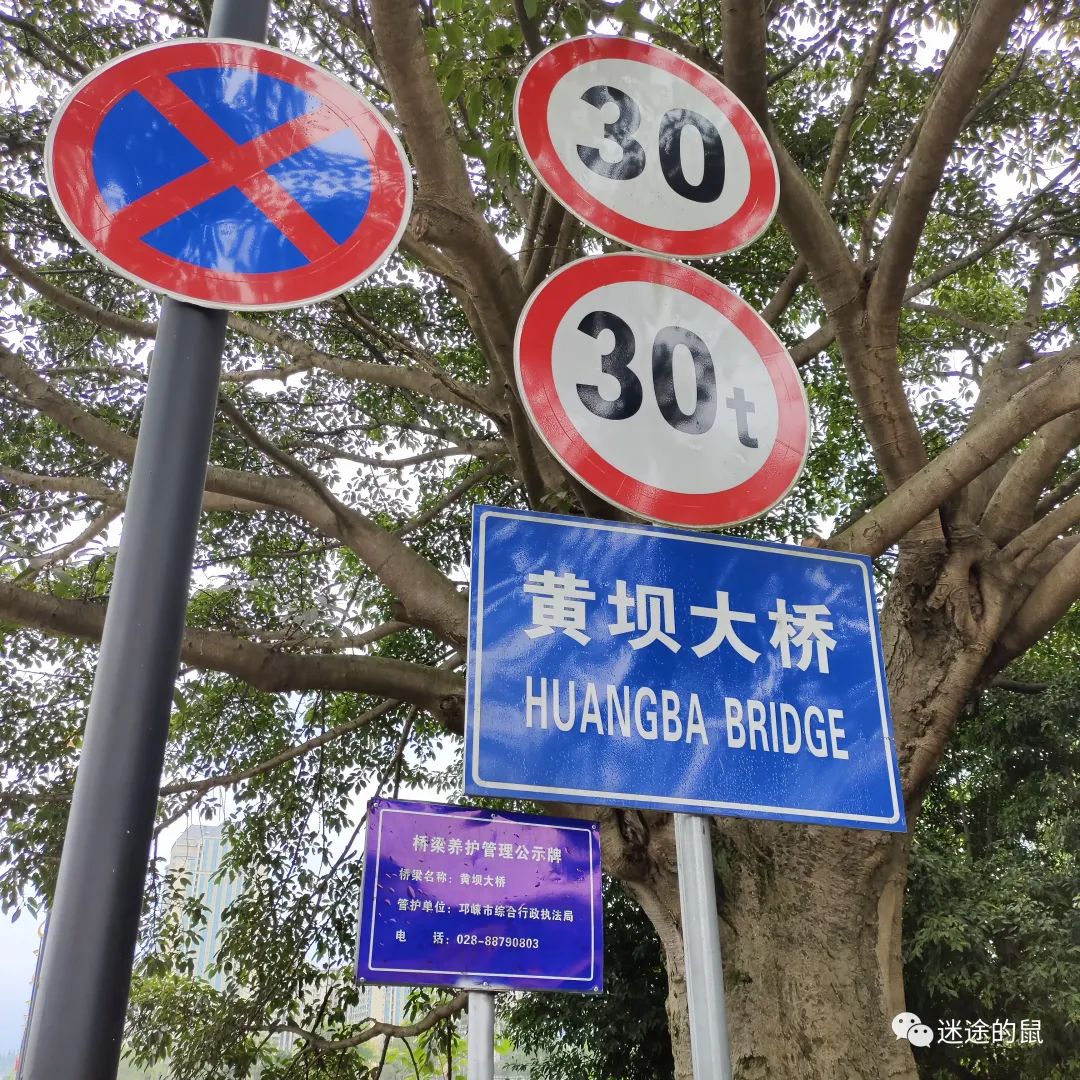 30
30t
黄坝大桥
HUANGBA BRIDGE
桥梁养护管理公示牌
桥梁名称：黄坝大桥
管护单位：邛崃市综合行政执法局
电 话：028-88790803
迷途的鼠